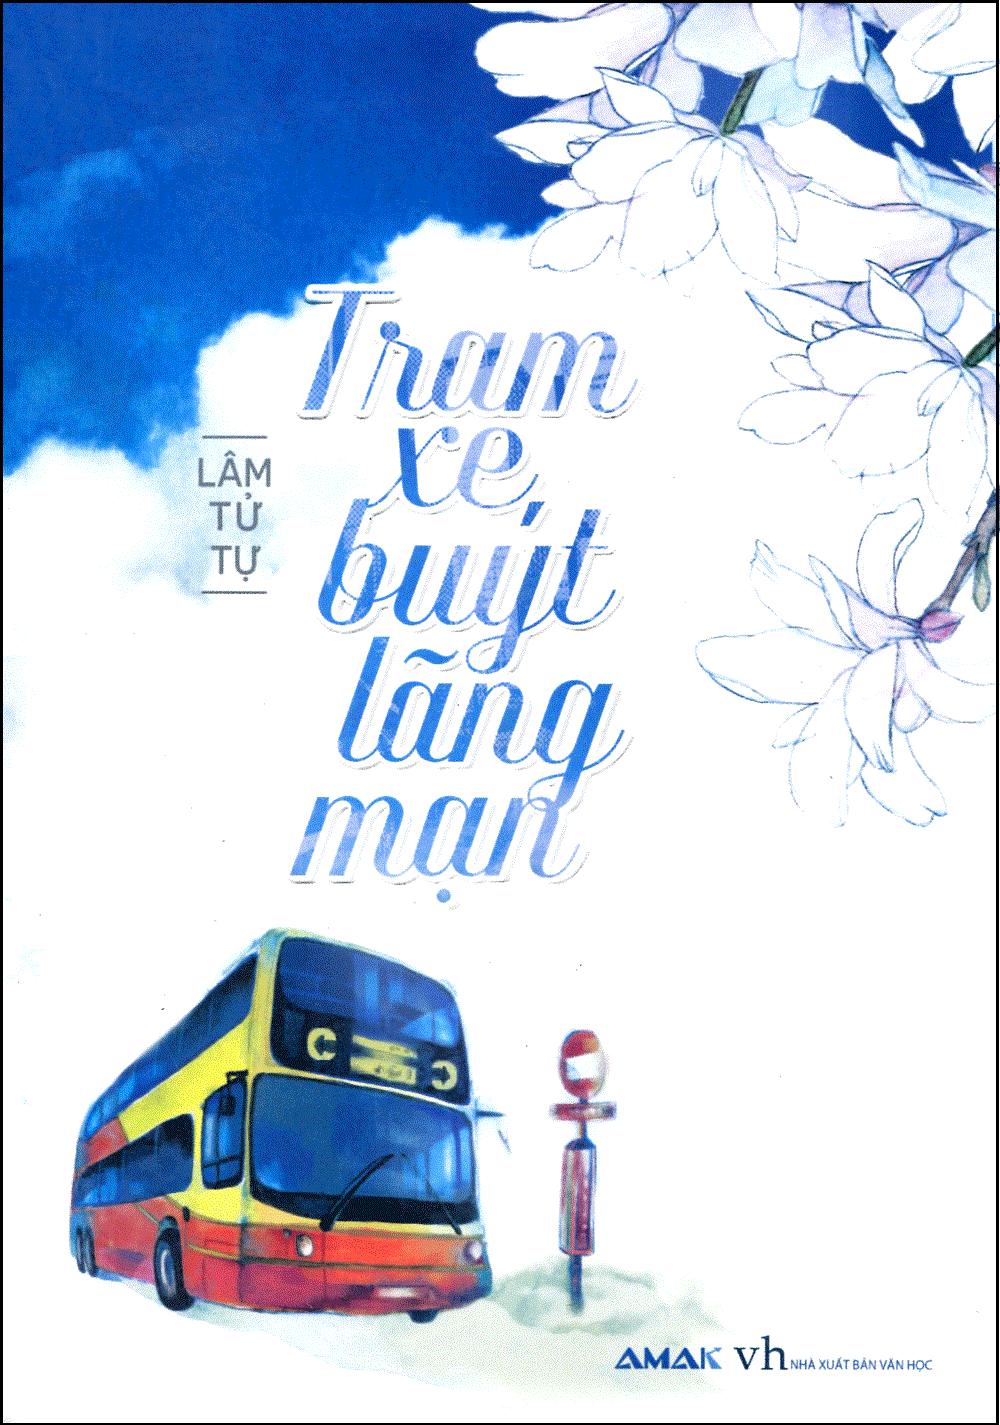 Trạm
xe
buýt
lãng
mạn
LÂM
TỬ
TỰ
AMAK vh NHÀ XUẤT BẢN VĂN HỌC